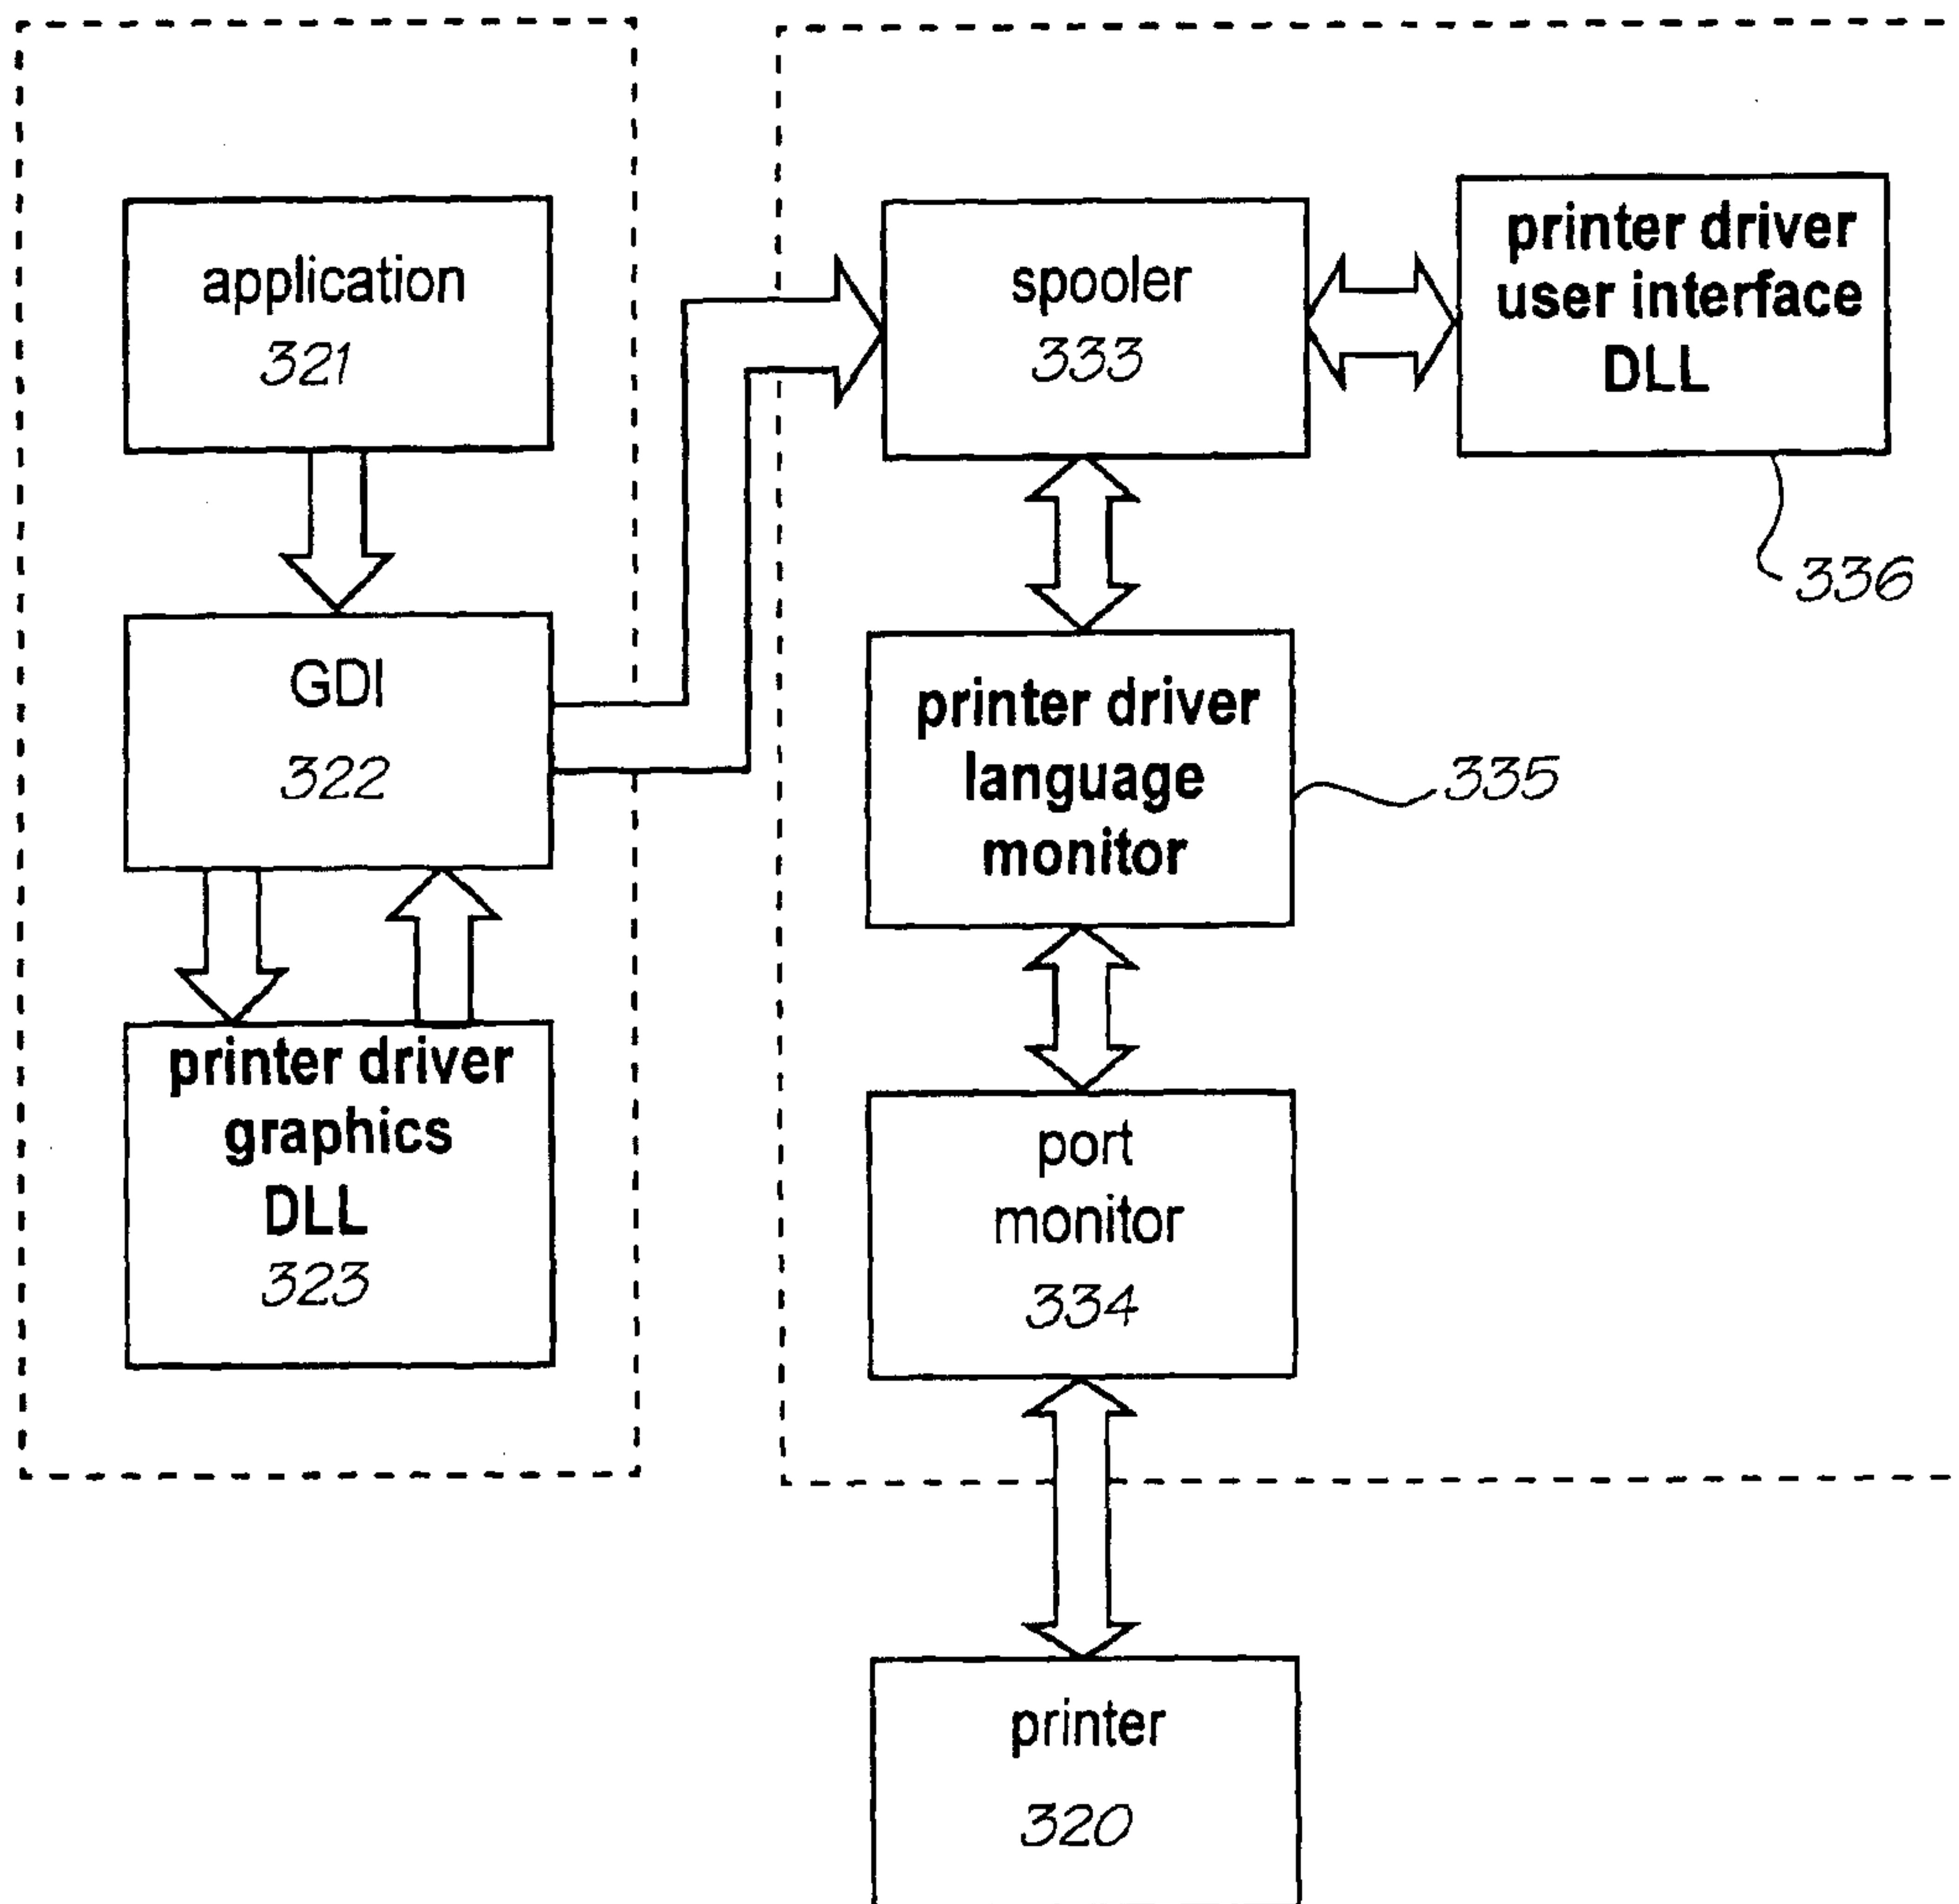 application
321
GDI
322
printer driver
graphics
DLL
323
spooler
333
printer driver
user interface
DLL
336
printer driver
language
monitor
335
port
monitor
334
printer
320